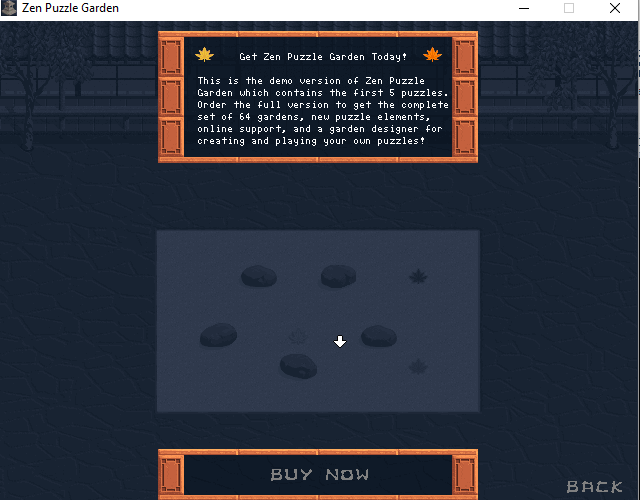 Zen Puzzle Garden
Get Zen Puzzle Garden Today!
This is the demo version of Zen Puzzle
Garden which contains the first 5 puzzles.
Order the full version to get the complete
set of 64 gardens, new puzzle elements,
online support, and a garden designer for
creating and playing your own puzzles!
BUY NOW
BACK